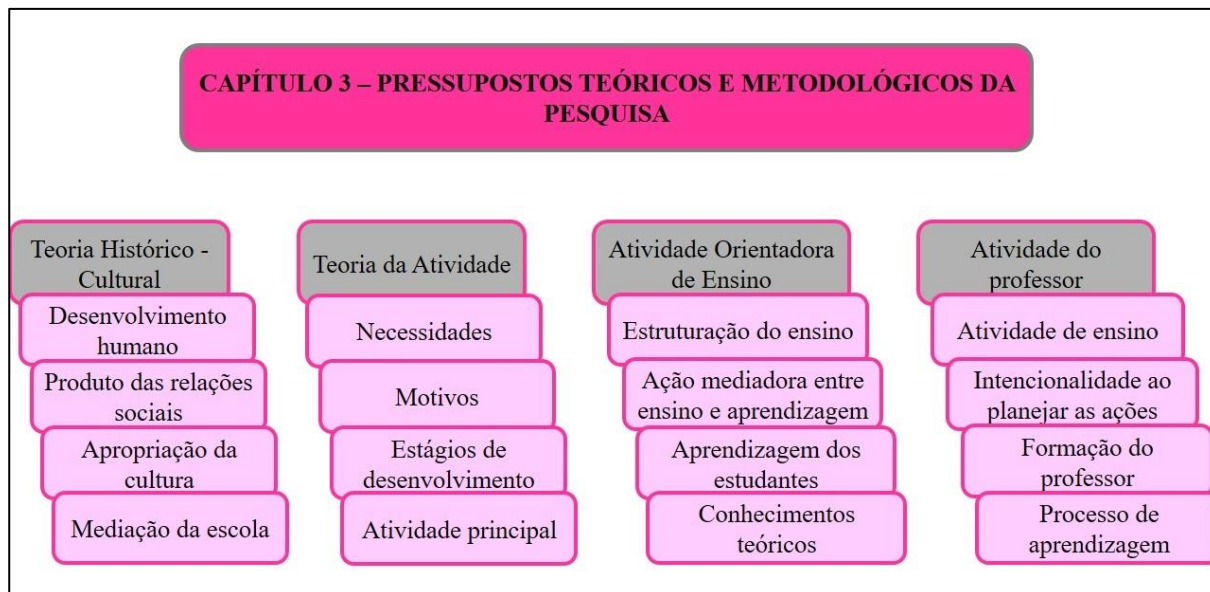 CAPÍTULO 3 – PRESSUPOSTOS TEÓRICOS E METODOLÓGICOS DA
PESQUISA
Teoria Histórico -
Cultural
Desenvolvimento
humano
Produto das relações
sociais
Apropriação da
cultura
Mediação da escola
Teoria da Atividade
Necessidades
Motivos
Estágios de
desenvolvimento
Atividade principal
Atividade Orientadora
de Ensino
Estruturação do ensino
Ação mediadora entre
ensino e aprendizagem
Aprendizagem dos
estudantes
Conhecimentos
teóricos
Atividade do
professor
Atividade de ensino
Intencionalidade ao
planejar as ações
Formação do
professor
Processo de
aprendizagem